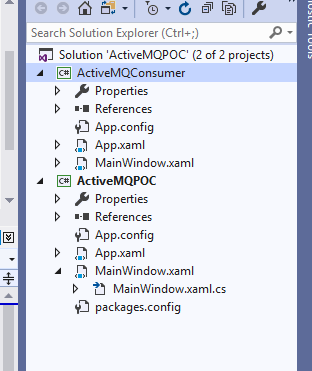 Search Solution Explorer (Ctrl+;)
Solution 'ActiveMQPOC' (2 of 2 projects)
C# ActiveMQConsumer
Properties
References
App.config
App.xaml
MainWindow.xaml
C# ActiveMQPOC
Properties
References
App.config
App.xaml
MainWindow.xaml
MainWindow.xaml.cs
packages.config